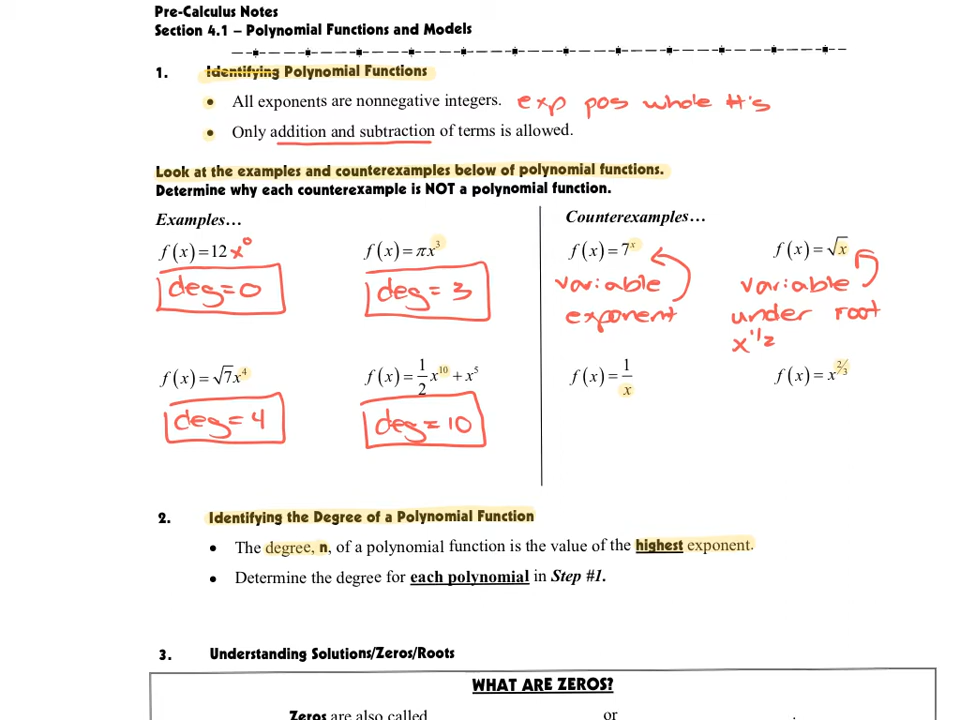 Pre-Calculus Notes
Section 4.1 – Polynomial Functions and Models
1. Identifying Polynomial Functions
• All exponents are nonnegative integers. exp pos whole #'s
• Only addition and subtraction of terms is allowed.
Look at the examples and counterexamples below of polynomial functions.
Determine why each counterexample is NOT a polynomial function.
Examples… Counterexamples…
f(x)=12x⁰ f(x)=πx³ f(x)=7ˣ f(x)=√x
deg=0 deg=3 variable variable
exponent under root
x^1/2
f(x)=√7x⁴ f(x)=1/2x¹⁰+x⁵ f(x)=1/x f(x)=x^2/3
deg=4 deg=10
2. Identifying the Degree of a Polynomial Function
• The degree, n, of a polynomial function is the value of the highest exponent.
• Determine the degree for each polynomial in Step #1.
3. Understanding Solutions/Zeros/Roots
WHAT ARE ZEROS?
Zeros are also called or .